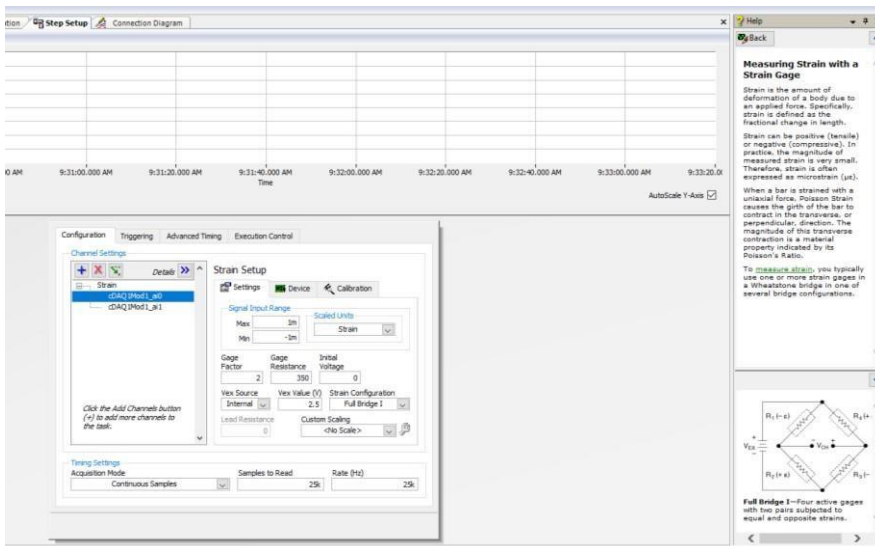 Step Setup
Connection Diagram
AM
9:31:00.000 AM
9:31:20.000 AM
9:31:40.000 AM
9:32:00.000 AM
9:32:20.000 AM
9:32:40.000 AM
9:33:00.000 AM
9:33:20.0
Time
AutoScale Y-Axis
Configuration
Triggering
Advanced Timing
Execution Control
Channel Settings
Details
Strain
cDAQ1Mod1_ai0
cDAQ1Mod1_ai1
Click the Add Channels button
(+) to add more channels to
the task.
Strain Setup
Settings
Device
Calibration
Signal Input Range
Max 1m
Min -1m
Scaled Units
Strain
Gage Factor
2
Gage Resistance
350
Initial Voltage
0
Vex Source
Internal
Vex Value (V)
2.5
Strain Configuration
Full Bridge I
Lead Resistance
0
Custom Scaling
<No Scale>
Timing Settings
Acquisition Mode
Continuous Samples
Samples to Read
25k
Rate (Hz)
25k
Help
Back
Measuring Strain with a
Strain Gage
Strain is the amount of
deformation of a body due to
an applied force. Specifically,
strain is defined as the
fractional change in length.
Strain can be positive (tensile)
or negative (compressive). In
practice, the magnitude of
measured strain is very small.
Therefore, strain is often
expressed as microstrain (με).
When a bar is strained with a
uniaxial force, Poisson Strain
causes the girth of the bar to
contract in the transverse, or
perpendicular, direction. The
magnitude of this transverse
contraction is a material
property indicated by its
Poisson's Ratio.
To measure strain, you typically
use one or more strain gages in
a Wheatstone bridge in one of
several bridge configurations.
R₁ (−ε)
R₄ (+
VEX
R₂ (+ε)
R₃ (−
Full Bridge I—Four active gages
with two pairs subjected to
equal and opposite strains.